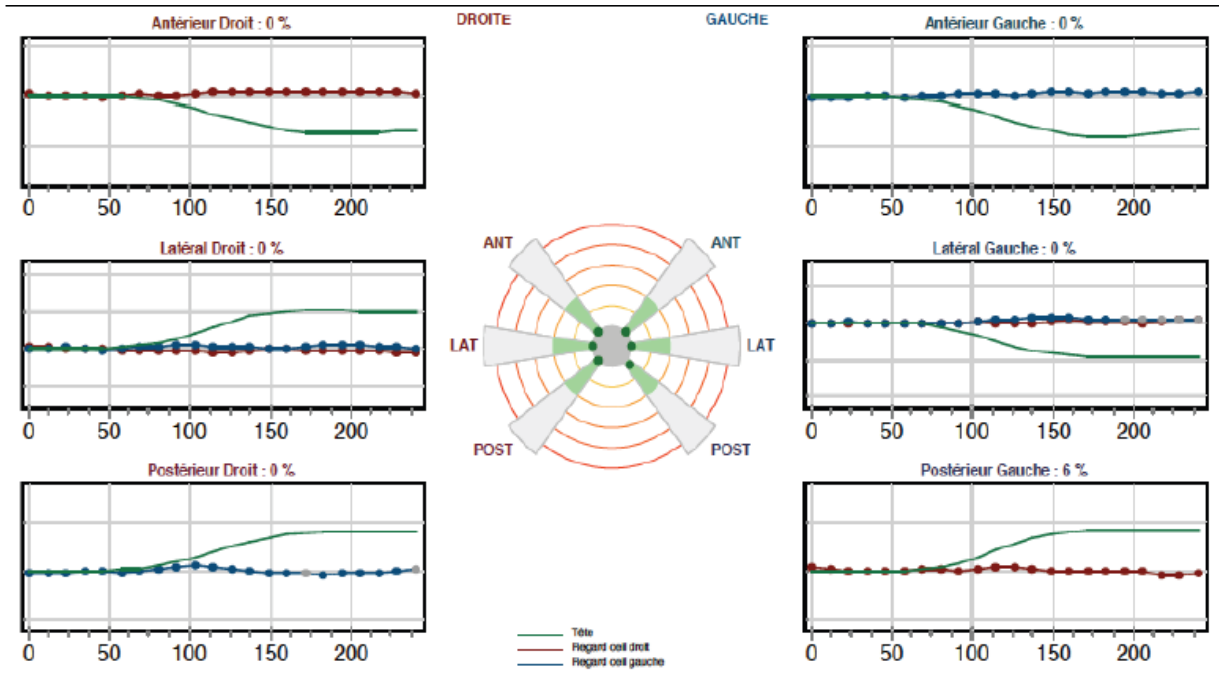 DROITE
GAUCHE
Antérieur Droit : 0 %
0 50 100 150 200
Antérieur Gauche : 0 %
0 50 100 150 200
Latéral Droit : 0 %
0 50 100 150 200
ANT
ANT
LAT
LAT
POST
POST
Latéral Gauche : 0 %
0 50 100 150 200
Postérieur Droit : 0 %
0 50 100 150 200
Postérieur Gauche : 6 %
0 50 100 150 200
Tête
Regard oeil droit
Regard oeil gauche